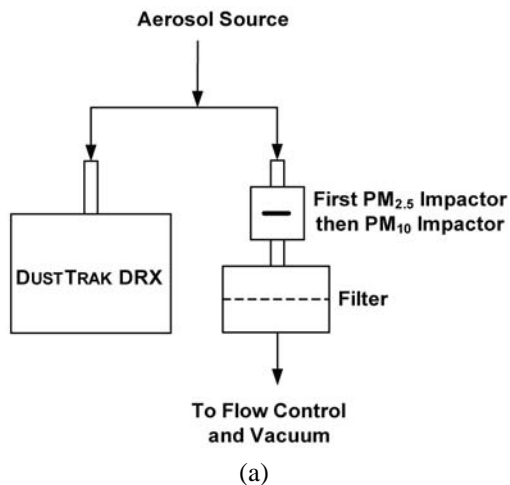 Aerosol Source
First PM2.5 Impactor
then PM10 Impactor
DUSTTRAK DRX
Filter
To Flow Control
and Vacuum
(a)